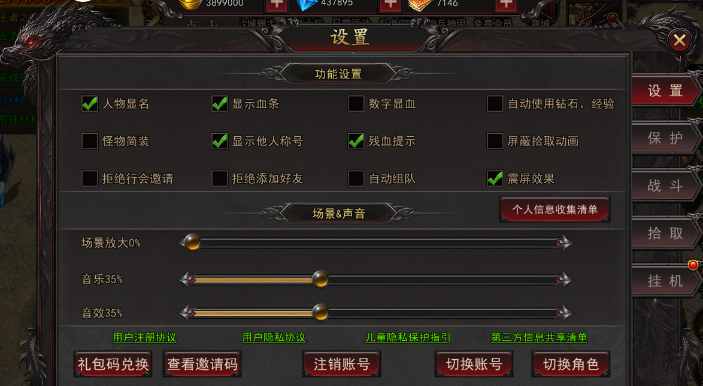 3899000 437895 7146
设置
功能设置
人物显名 显示血条 数字显血 自动使用钻石、经验
怪物简装 显示他人称号 残血提示 屏蔽拾取动画
拒绝行会邀请 拒绝添加好友 自动组队 震屏效果
场景&声音
个人信息收集清单
场景放大0%
音乐35%
音效35%
用户注册协议 用户隐私协议 儿童隐私保护指引 第三方信息共享清单
礼包码兑换 查看邀请码 注销账号 切换账号 切换角色
设置
保护
战斗
拾取
挂机